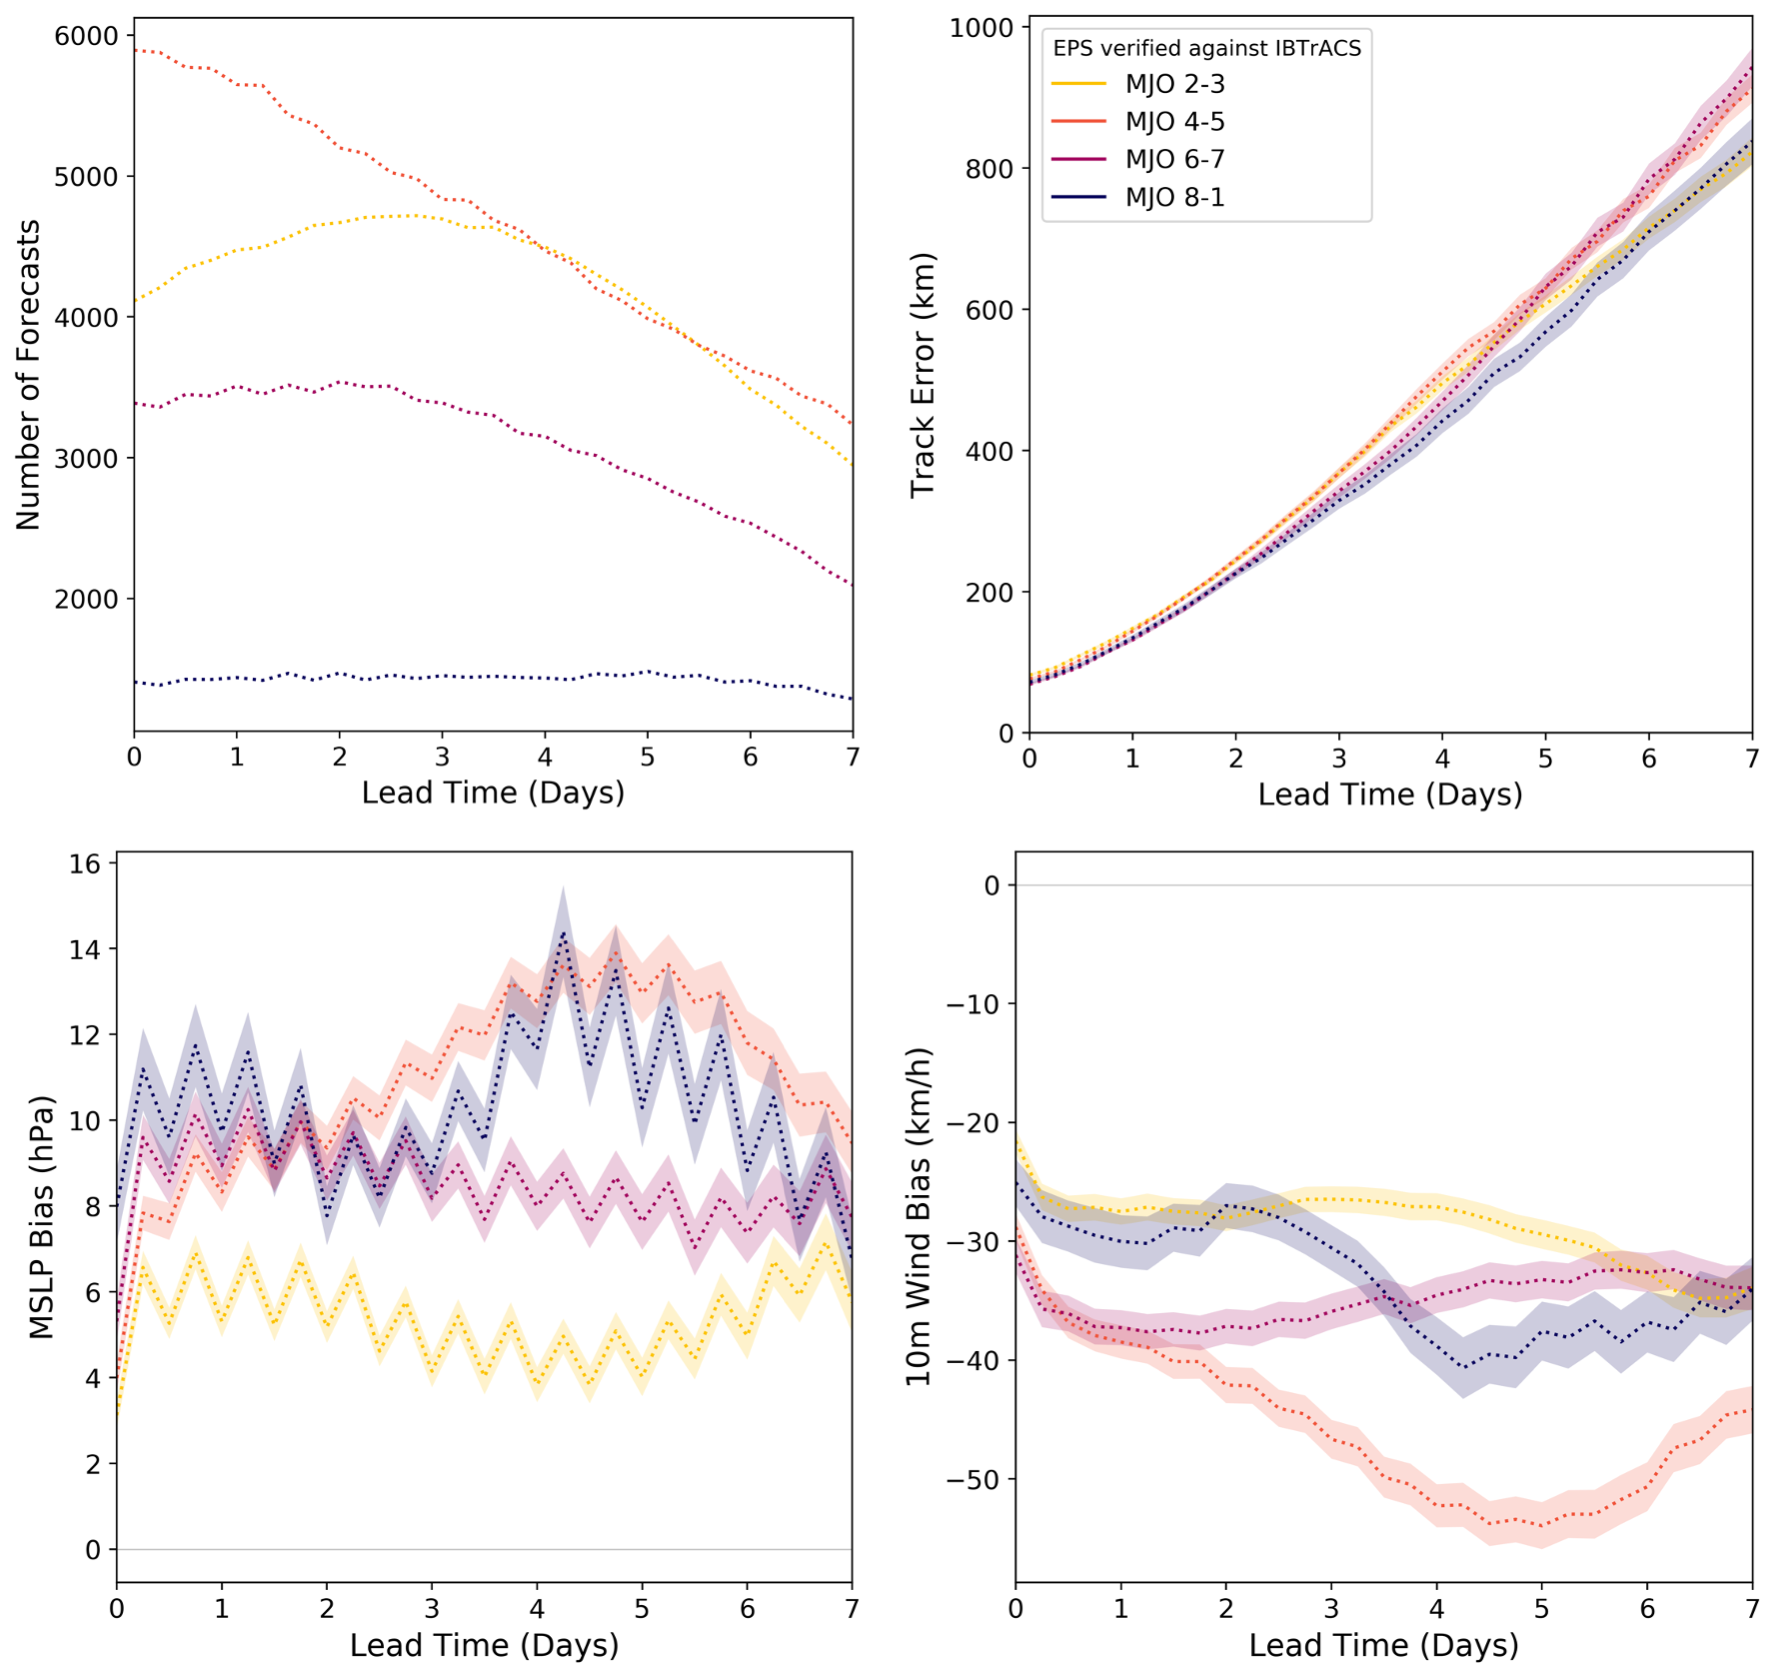 6000
5000
4000
3000
2000
Number of Forecasts
0 1 2 3 4 5 6 7
Lead Time (Days)
1000
800
600
400
200
0
Track Error (km)
EPS verified against IBTrACS
MJO 2-3
MJO 4-5
MJO 6-7
MJO 8-1
0 1 2 3 4 5 6 7
Lead Time (Days)
16
14
12
10
8
6
4
2
0
MSLP Bias (hPa)
0 1 2 3 4 5 6 7
Lead Time (Days)
0
−10
−20
−30
−40
−50
10m Wind Bias (km/h)
0 1 2 3 4 5 6 7
Lead Time (Days)